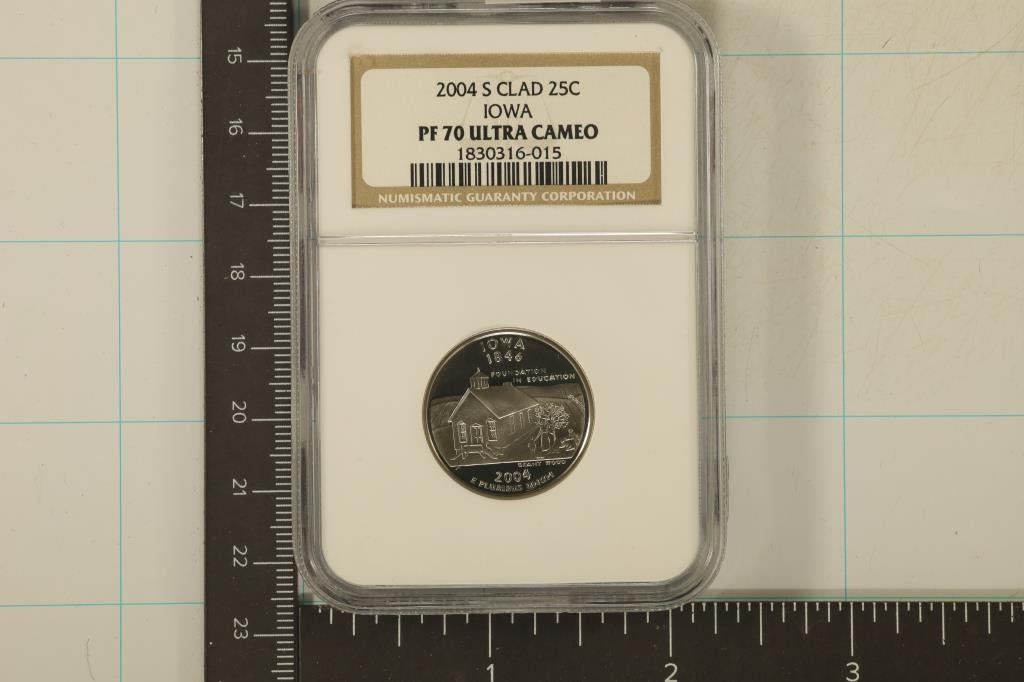 2004 S CLAD 25C
IOWA
PF 70 ULTRA CAMEO
1830316-015
NUMISMATIC GUARANTY CORPORATION
IOWA
1846
FOUNDATION
IN EDUCATION
GRANT WOOD
2004
E PLURIBUS UNUM
15
16
17
18
19
20
21
22
23
1 2 3